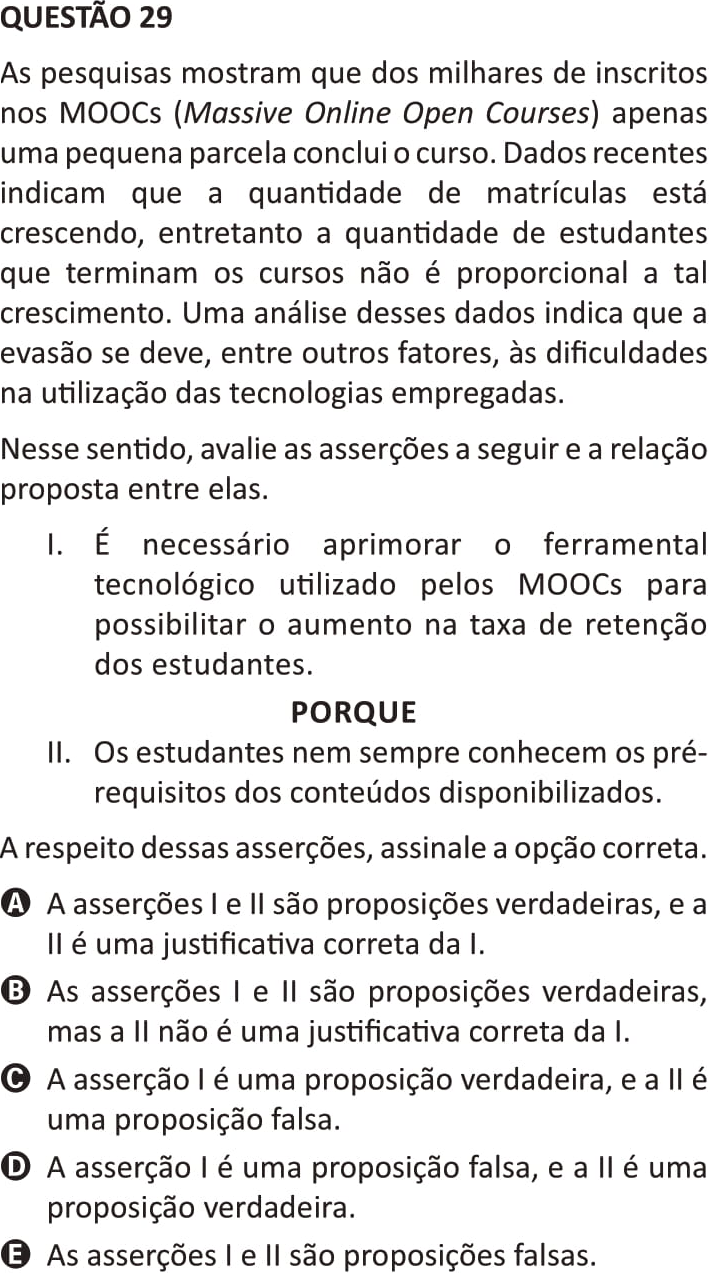 QUESTÃO 29
As pesquisas mostram que dos milhares de inscritos
nos MOOCs (Massive Online Open Courses) apenas
uma pequena parcela conclui o curso. Dados recentes
indicam que a quantidade de matrículas está
crescendo, entretanto a quantidade de estudantes
que terminam os cursos não é proporcional a tal
crescimento. Uma análise desses dados indica que a
evasão se deve, entre outros fatores, às dificuldades
na utilização das tecnologias empregadas.
Nesse sentido, avalie as asserções a seguir e a relação
proposta entre elas.
I. É necessário aprimorar o ferramental
tecnológico utilizado pelos MOOCs para
possibilitar o aumento na taxa de retenção
dos estudantes.
PORQUE
II. Os estudantes nem sempre conhecem os pré-
requisitos dos conteúdos disponibilizados.
A respeito dessas asserções, assinale a opção correta.
A A asserções I e II são proposições verdadeiras, e a
II é uma justificativa correta da I.
B As asserções I e II são proposições verdadeiras,
mas a II não é uma justificativa correta da I.
C A asserção I é uma proposição verdadeira, e a II é
uma proposição falsa.
D A asserção I é uma proposição falsa, e a II é uma
proposição verdadeira.
E As asserções I e II são proposições falsas.